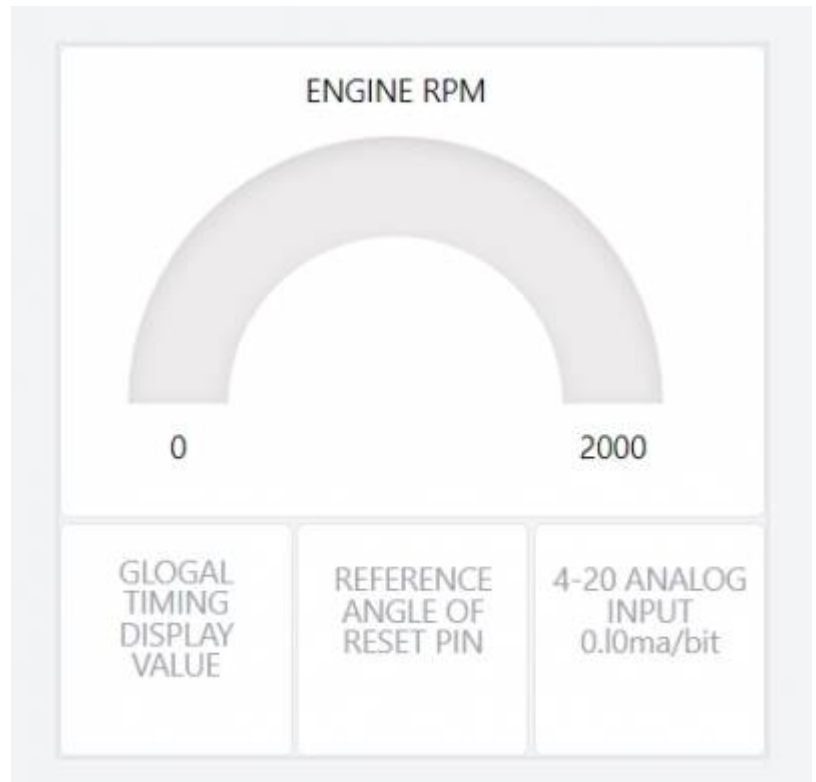 ENGINE RPM
0
2000
GLOGAL
TIMING
DISPLAY
VALUE
REFERENCE
ANGLE OF
RESET PIN
4-20 ANALOG
INPUT
0.l0ma/bit